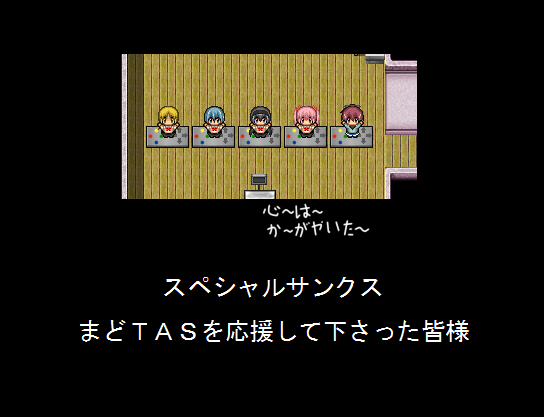 心～は～
か～がやいた～
スペシャルサンクス
まどＴＡＳを応援して下さった皆様